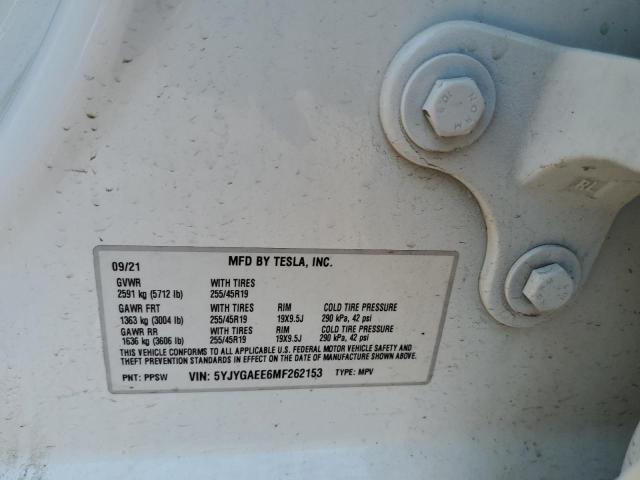 09/21 MFD BY TESLA, INC.
GVWR WITH TIRES
2591 kg (5712 lb) 255/45R19
GAWR FRT WITH TIRES RIM COLD TIRE PRESSURE
1363 kg (3004 lb) 255/45R19 19X9.5J 290 kPa, 42 psi
GAWR RR WITH TIRES RIM COLD TIRE PRESSURE
1636 kg (3606 lb) 255/45R19 19X9.5J 290 kPa, 42 psi
THIS VEHICLE CONFORMS TO ALL APPLICABLE U.S. FEDERAL MOTOR VEHICLE SAFETY AND
THEFT PREVENTION STANDARDS IN EFFECT ON THE DATE OF MANUFACTURE SHOWN ABOVE.
PNT: PPSW VIN: 5YJYGAEE6MF262153 TYPE: MPV
RL